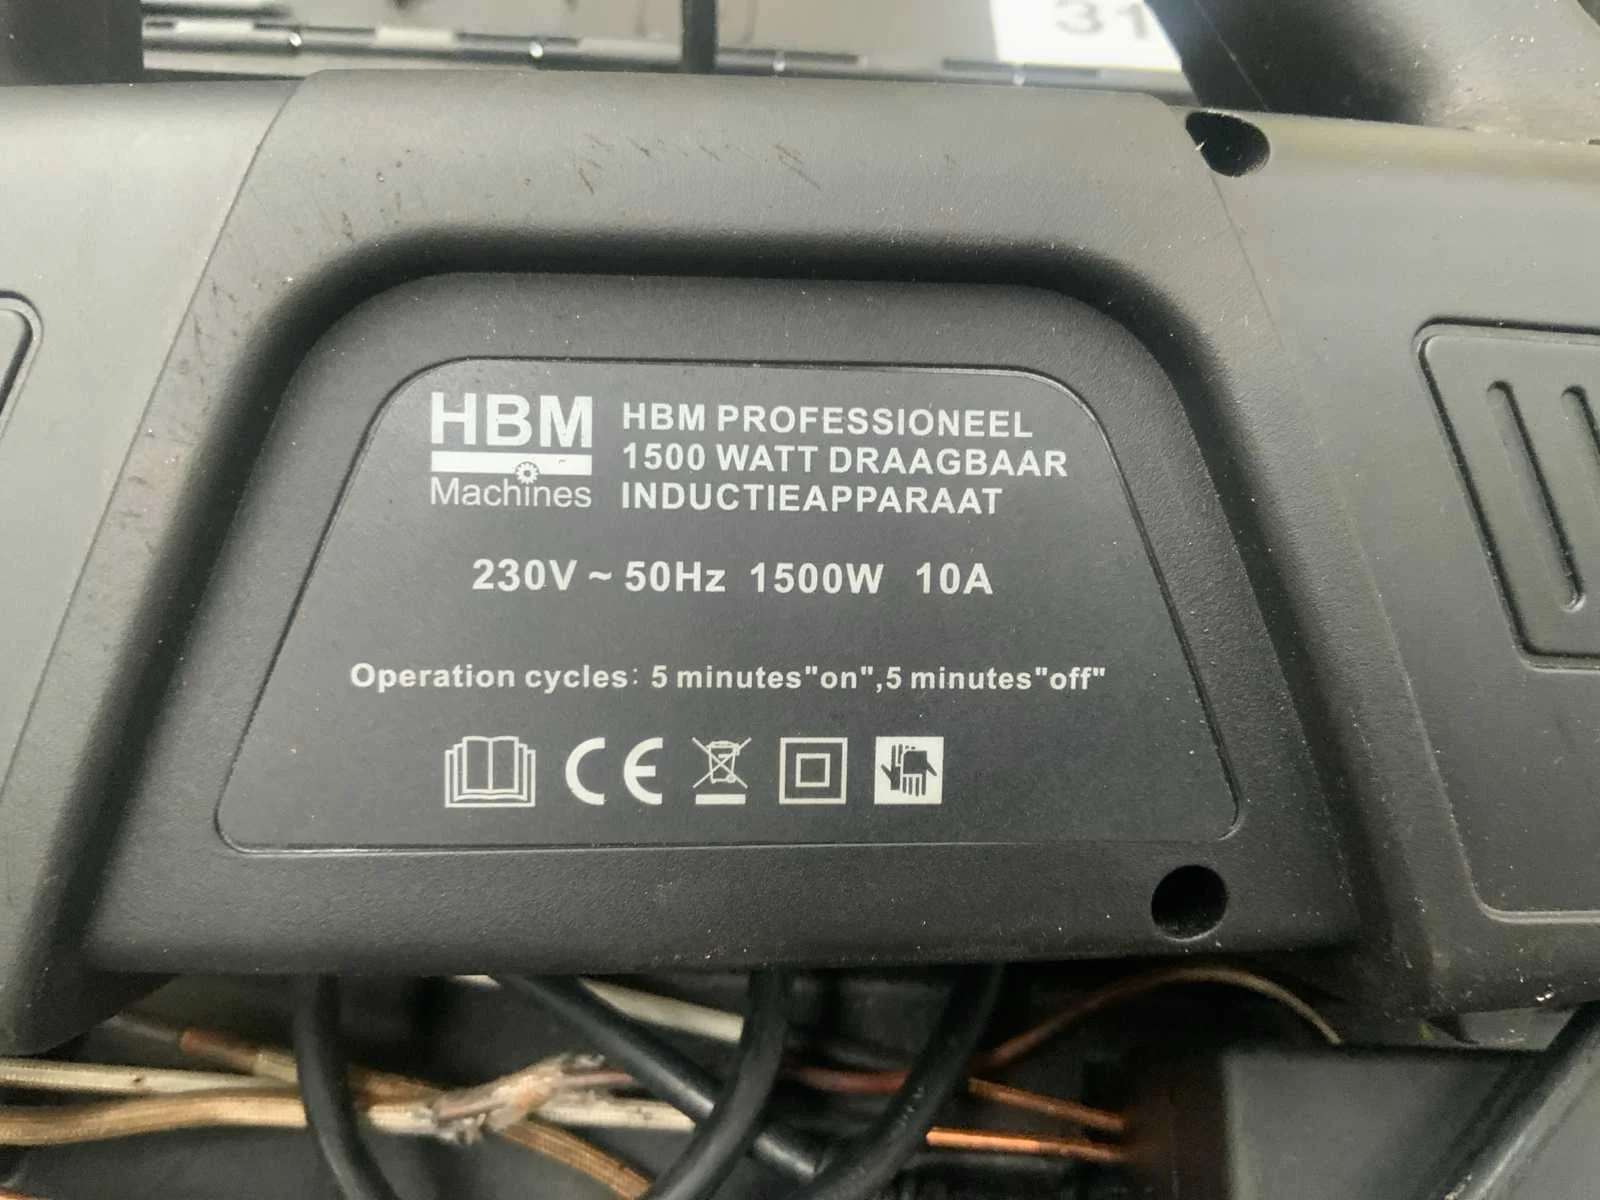 31
HBM
Machines
HBM PROFESSIONEEL
1500 WATT DRAAGBAAR
INDUCTIEAPPARAAT
230V ~ 50Hz 1500W 10A
Operation cycles: 5 minutes"on",5 minutes"off"
CE